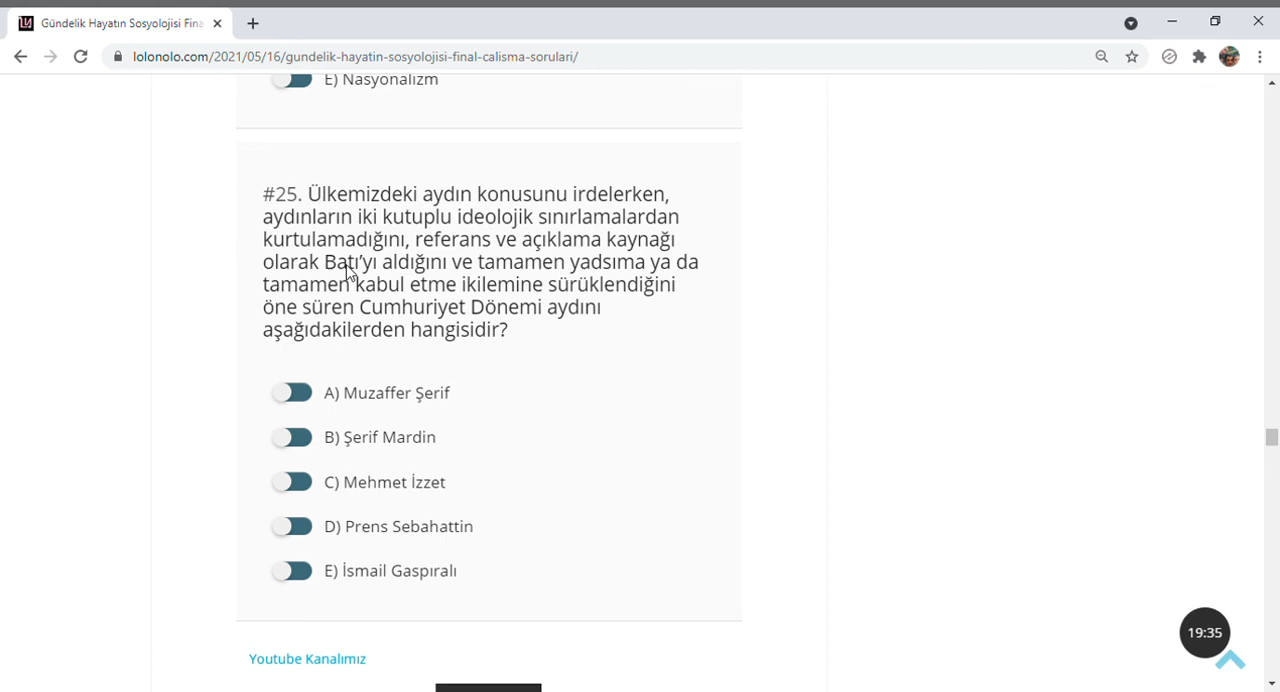 Gündelik Hayatın Sosyolojisi Fina
lolonolo.com/2021/05/16/gundelik-hayatin-sosyolojisi-final-calisma-sorulari/
E) Nasyonalizm
#25. Ülkemizdeki aydın konusunu irdelerken,
aydınların iki kutuplu ideolojik sınırlamalardan
kurtulamadığını, referans ve açıklama kaynağı
olarak Batı’yı aldığını ve tamamen yadsıma ya da
tamamen kabul etme ikilemine sürüklendiğini
öne süren Cumhuriyet Dönemi aydını
aşağıdakilerden hangisidir?
A) Muzaffer Şerif
B) Şerif Mardin
C) Mehmet İzzet
D) Prens Sebahattin
E) İsmail Gaspıralı
19:35
Youtube Kanalımız